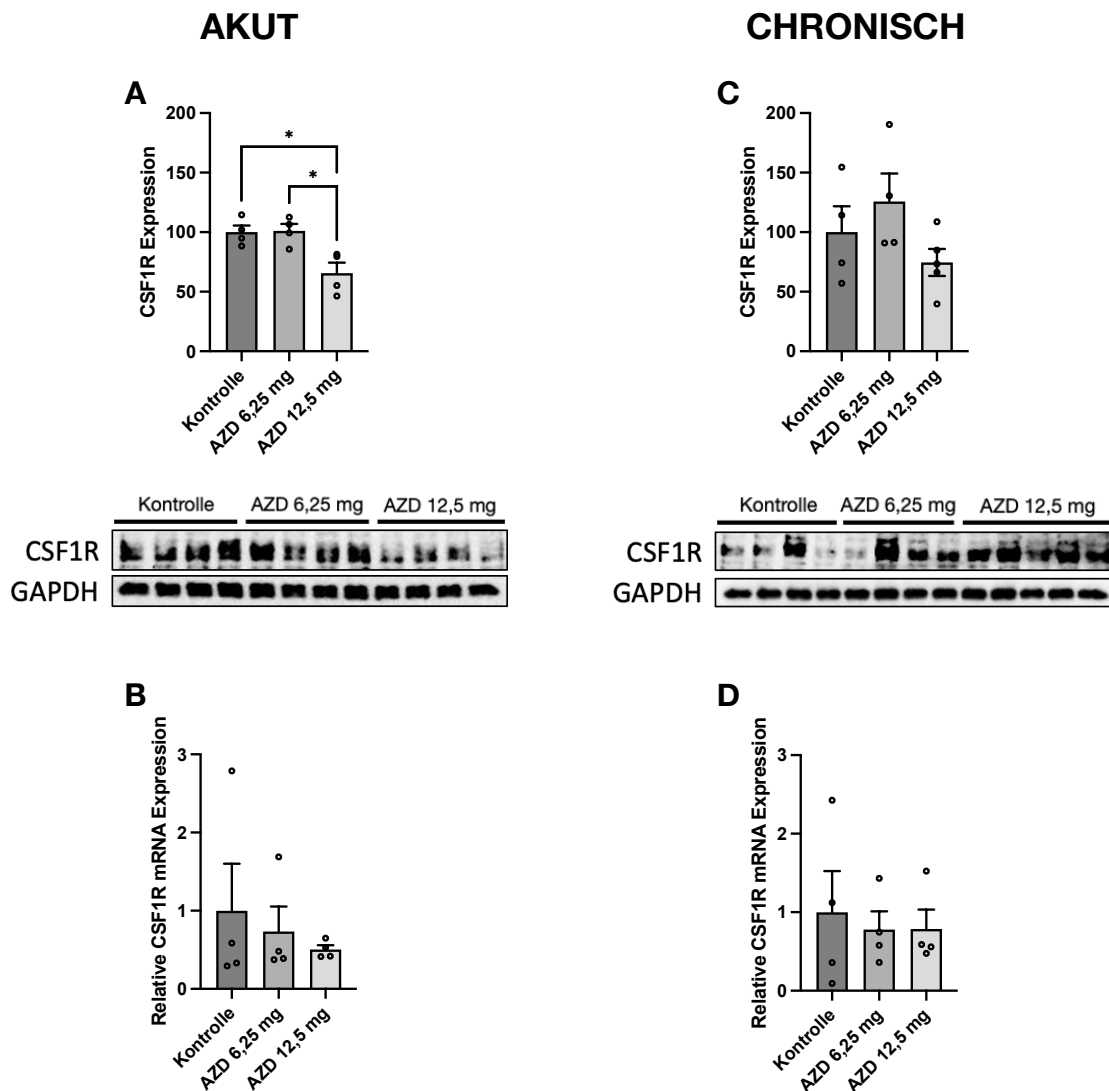 AKUT
CHRONISCH
A
200
150
100
50
0
CSF1R Expression
*
*
Kontrolle
AZD 6,25 mg
AZD 12,5 mg
C
200
150
100
50
0
CSF1R Expression
Kontrolle
AZD 6,25 mg
AZD 12,5 mg
Kontrolle AZD 6,25 mg AZD 12,5 mg
CSF1R
GAPDH
Kontrolle AZD 6,25 mg AZD 12,5 mg
CSF1R
GAPDH
B
3
2
1
0
Relative CSF1R mRNA Expression
Kontrolle
AZD 6,25 mg
AZD 12,5 mg
D
3
2
1
0
Relative CSF1R mRNA Expression
Kontrolle
AZD 6,25 mg
AZD 12,5 mg